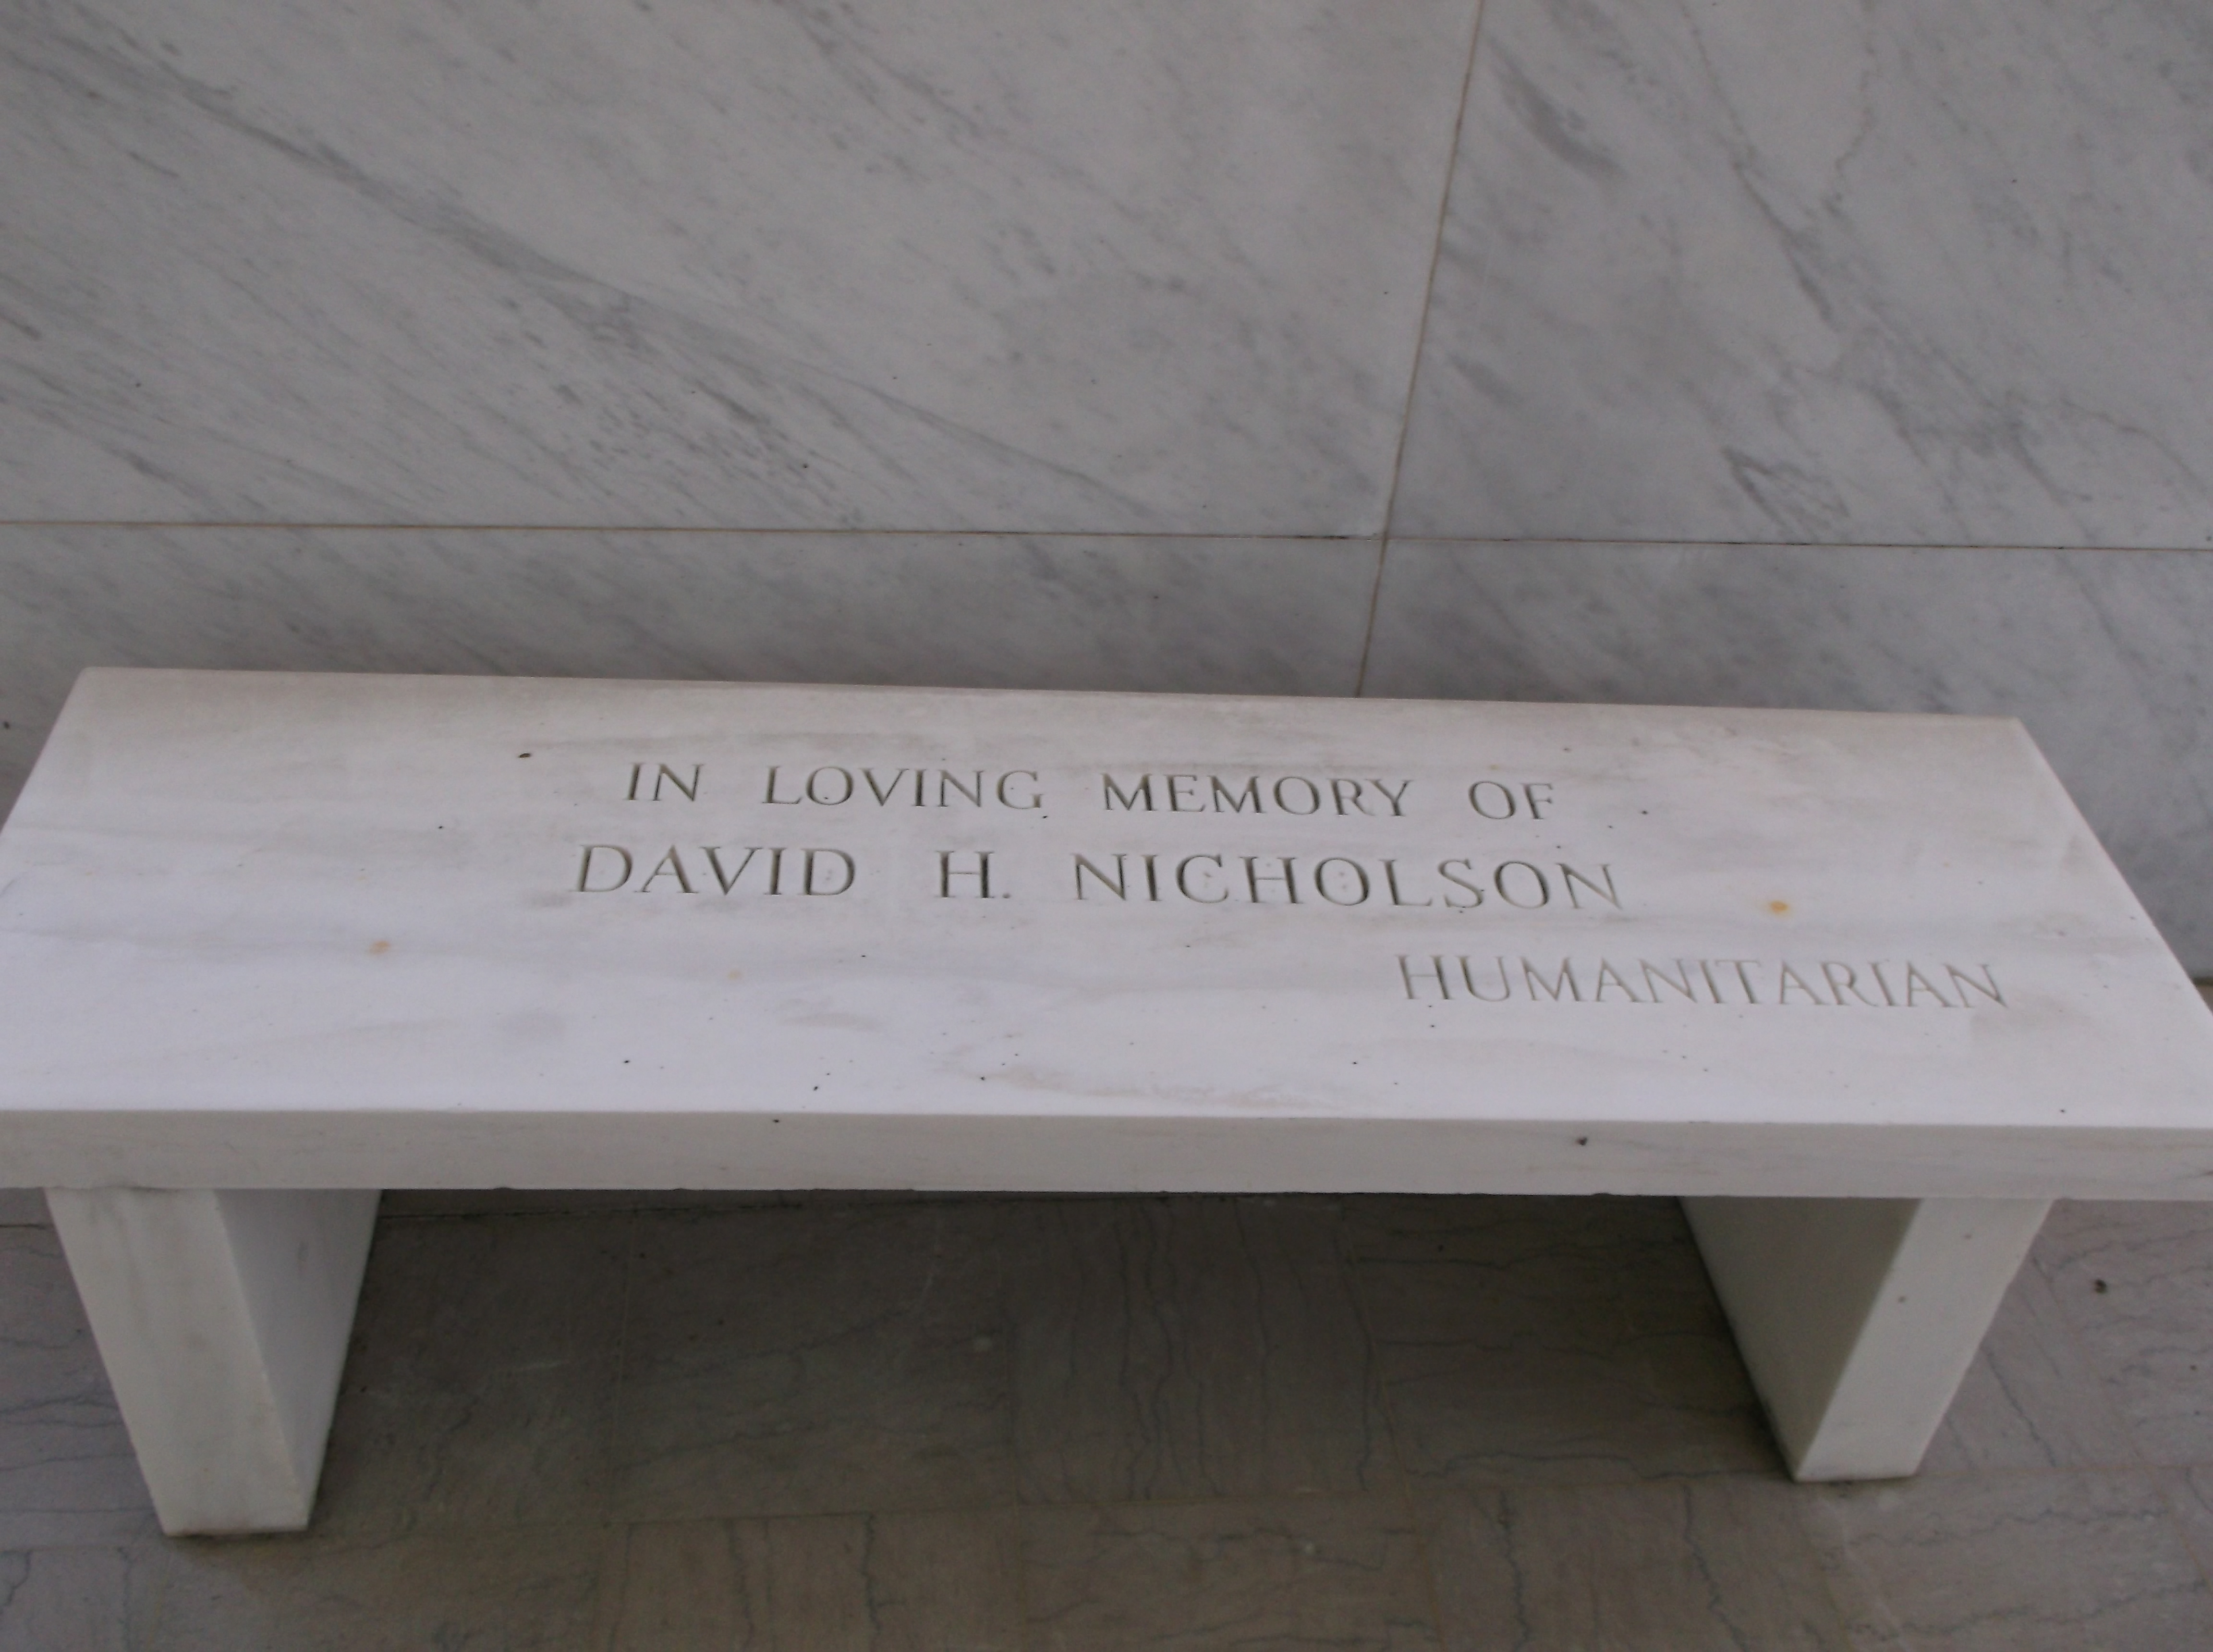 IN LOVING MEMORY OF
DAVID H. NICHOLSON
HUMANITARIAN